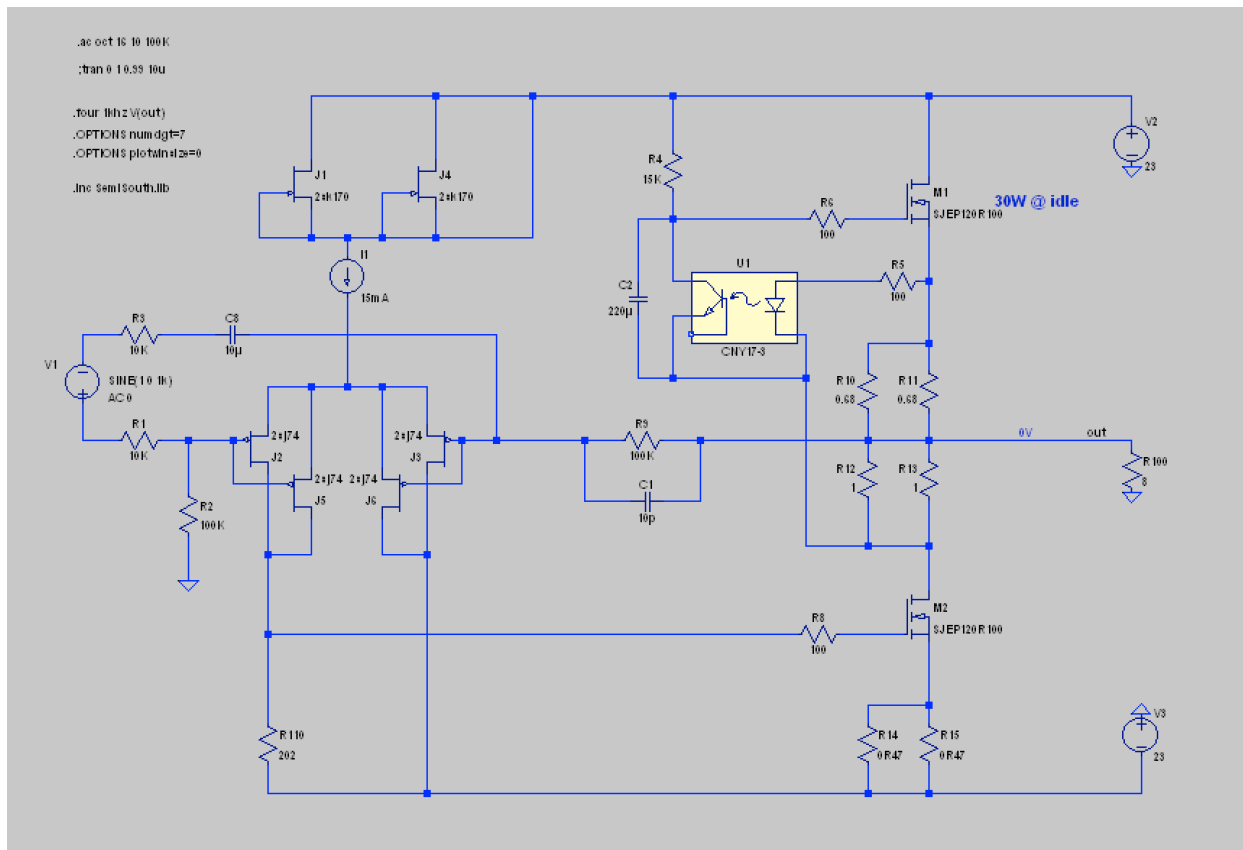 .ac oct 16 10 100K
;tran 0 1 0.99 10u
.four 1khz V(out)
.OPTIONS numdgt=7
.OPTIONS plotwinsize=0
.inc SemiSouth.lib
J1
2sk170
J4
2sk170
I1
15mA
R4
15K
R6
100
M1
SJEP120R100
30W @ idle
V2
23
U1
CNY17-3
C2
220µ
R5
100
R3
10K
C8
10µ
V1
SINE(1 0 1k)
AC 0
R1
10K
R2
100K
2sj74
J2
2sj74
J5
2sj74
J3
2sj74
J6
R9
100K
C1
10p
R10
0.68
R11
0.68
R12
1
R13
1
0V
out
R100
8
R8
100
M2
SJEP120R100
R110
202
R14
0R47
R15
0R47
V3
23